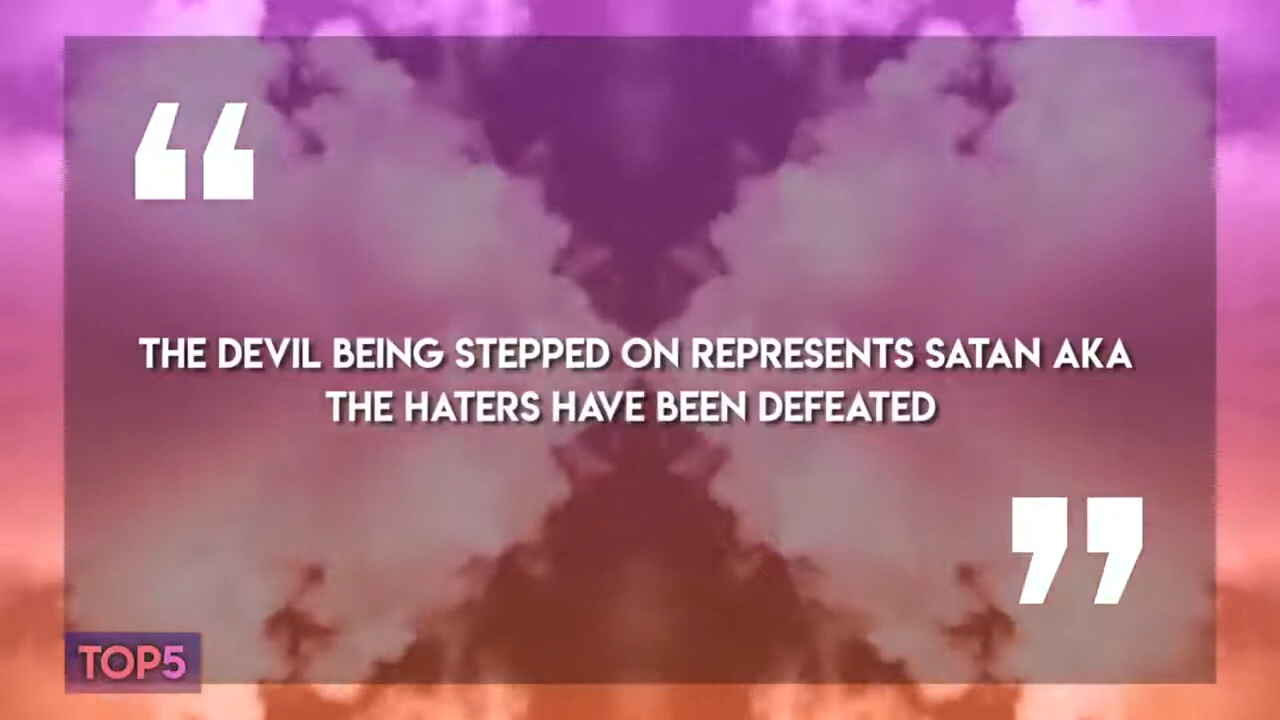 “
THE DEVIL BEING STEPPED ON REPRESENTS SATAN AKA
THE HATERS HAVE BEEN DEFEATED
”
TOP5